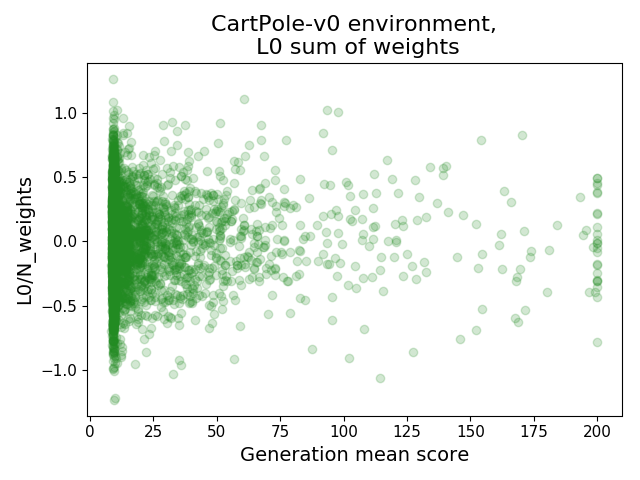 CartPole-v0 environment,
L0 sum of weights
1.0
0.5
0.0
−0.5
−1.0
L0/N_weights
0 25 50 75 100 125 150 175 200
Generation mean score